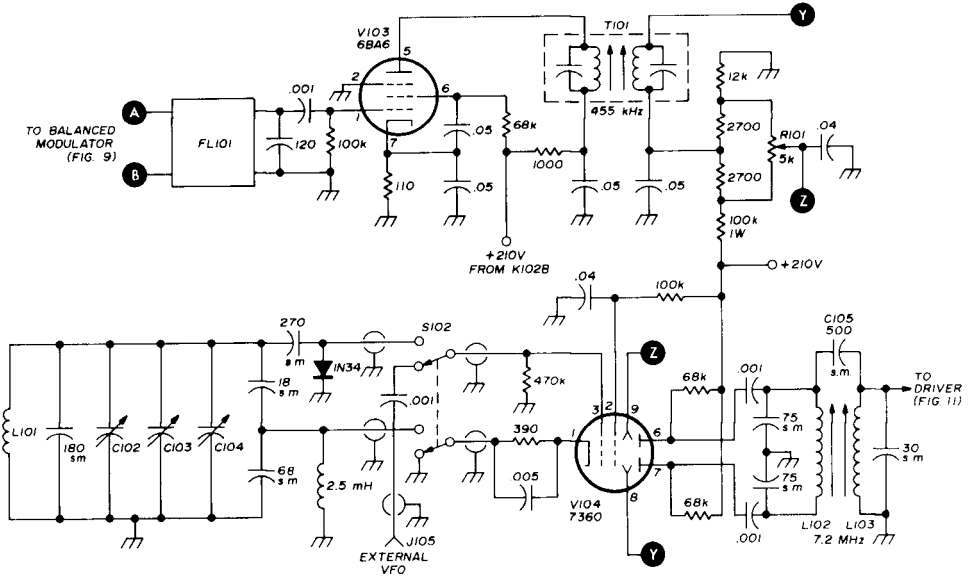 V103
6BA6
T101
Y
5
2
6
1
7
.001
A
TO BALANCED
MODULATOR
(FIG. 9)
FL101
B
120
100k
110
.05
.05
68k
1000
.05
455 kHz
.05
12k
2700
R101
5k
2700
.04
Z
100k
1W
+210V
FROM K102B
+210V
.04
100k
270
s m
S102
1N34
18
s m
.001
470k
3
2
9
Z
68k
6
.001
C105
500
s.m.
TO
DRIVER
(FIG. 11)
L101
180
sm
C102
C103
C104
68
s m
2.5 mH
390
.005
1
7
8
V104
7360
68k
75
s m
75
s m
30
s m
.001
L102
L103
7.2 MHz
J105
EXTERNAL
VFO
Y